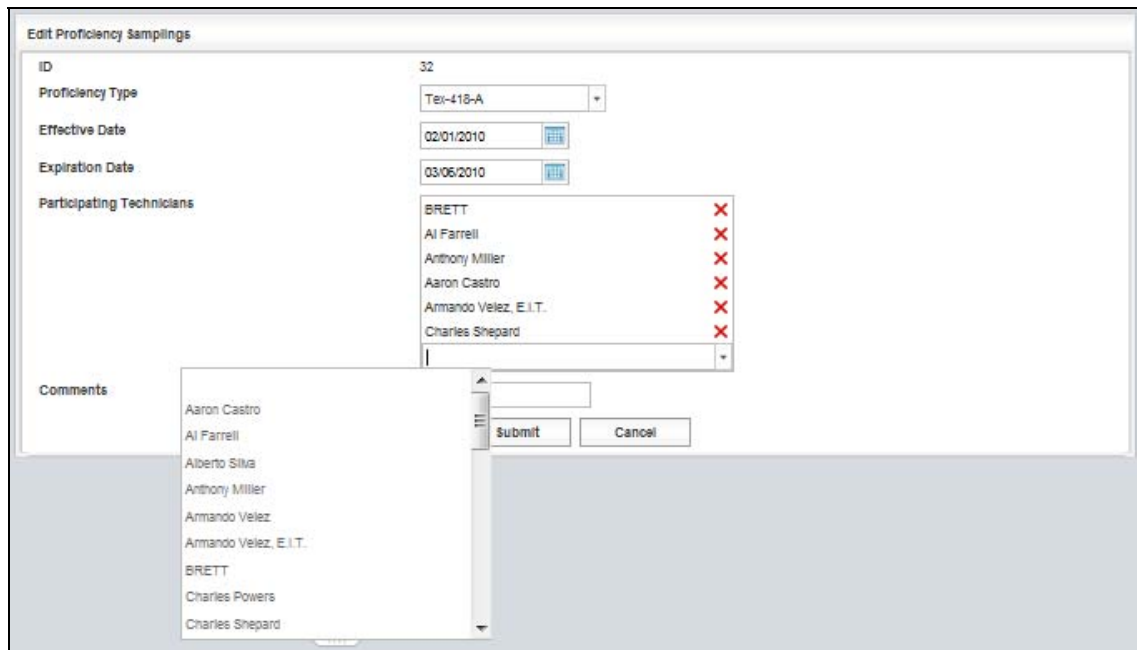 Edit Proficiency Samplings
ID 32
Proficiency Type Tex-418-A
Effective Date 02/01/2010
Expiration Date 03/06/2010
Participating Technicians BRETT
Al Farrell
Anthony Miller
Aaron Castro
Armando Velez, E.I.T.
Charles Shepard
Comments
Aaron Castro
Al Farrell
Alberto Silva
Anthony Miller
Armando Velez
Armando Velez, E.I.T.
BRETT
Charles Powers
Charles Shepard
Submit Cancel